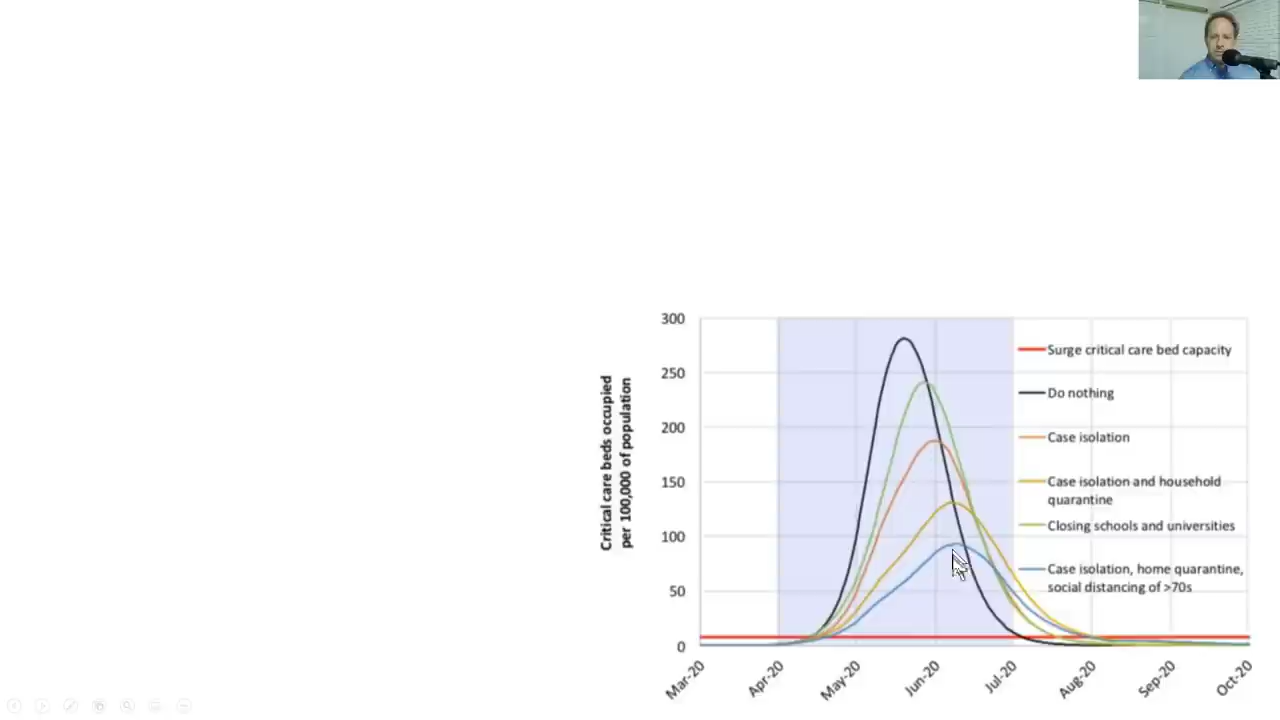 300
250
200
150
100
50
0
Critical care beds occupied
per 100,000 of population
Surge critical care bed capacity
Do nothing
Case isolation
Case isolation and household
quarantine
Closing schools and universities
Case isolation, home quarantine,
social distancing of >70s
Mar-20
Apr-20
May-20
Jun-20
Jul-20
Aug-20
Sep-20
Oct-20